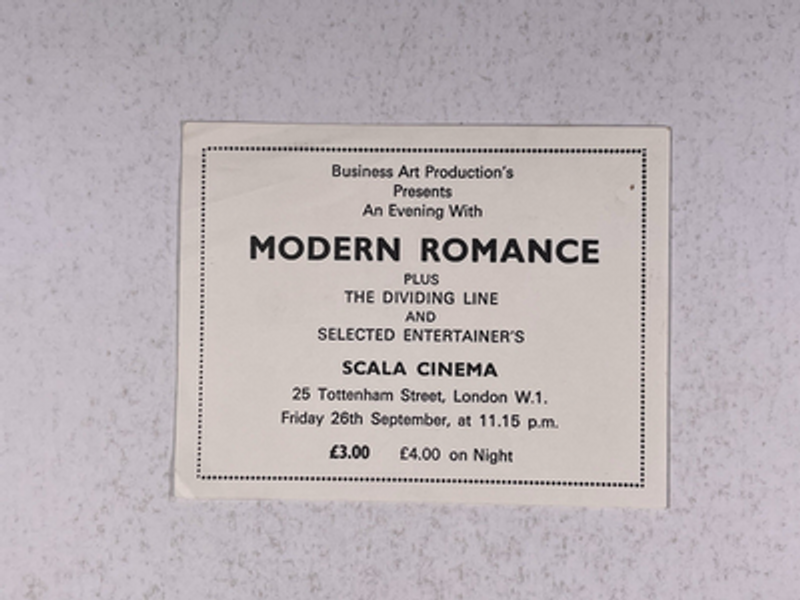 Business Art Production's
Presents
An Evening With
MODERN ROMANCE
PLUS
THE DIVIDING LINE
AND
SELECTED ENTERTAINER'S
SCALA CINEMA
25 Tottenham Street, London W.1.
Friday 26th September, at 11.15 p.m.
£3.00 £4.00 on Night